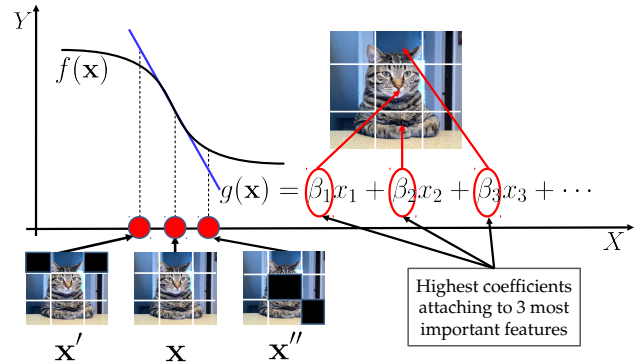 Y
f(𝐱)
g(𝐱) = β₁x₁ + β₂x₂ + β₃x₃ + ⋯
X
Highest coefficients
attaching to 3 most
important features
𝐱′
𝐱
𝐱″